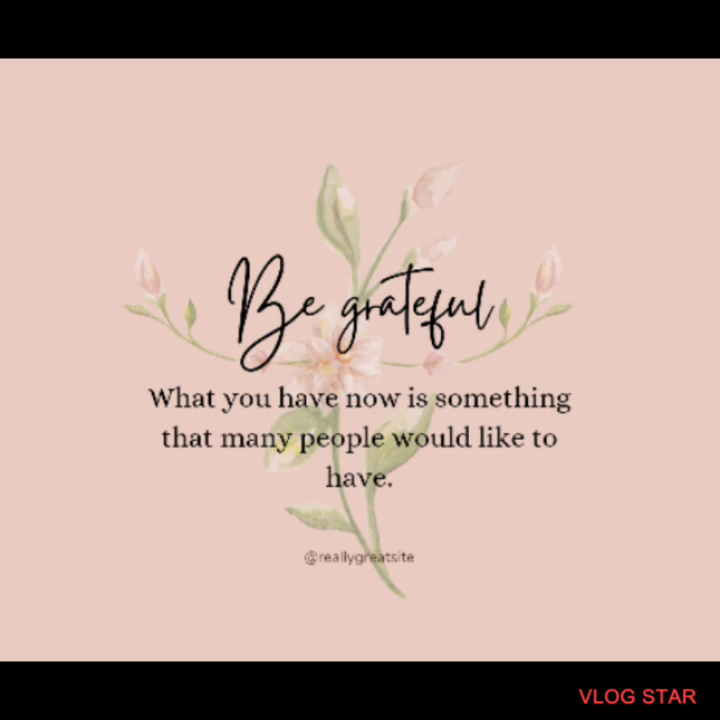 Be grateful
What you have now is something
that many people would like to
have.
@reallygreatsite
VLOG STAR